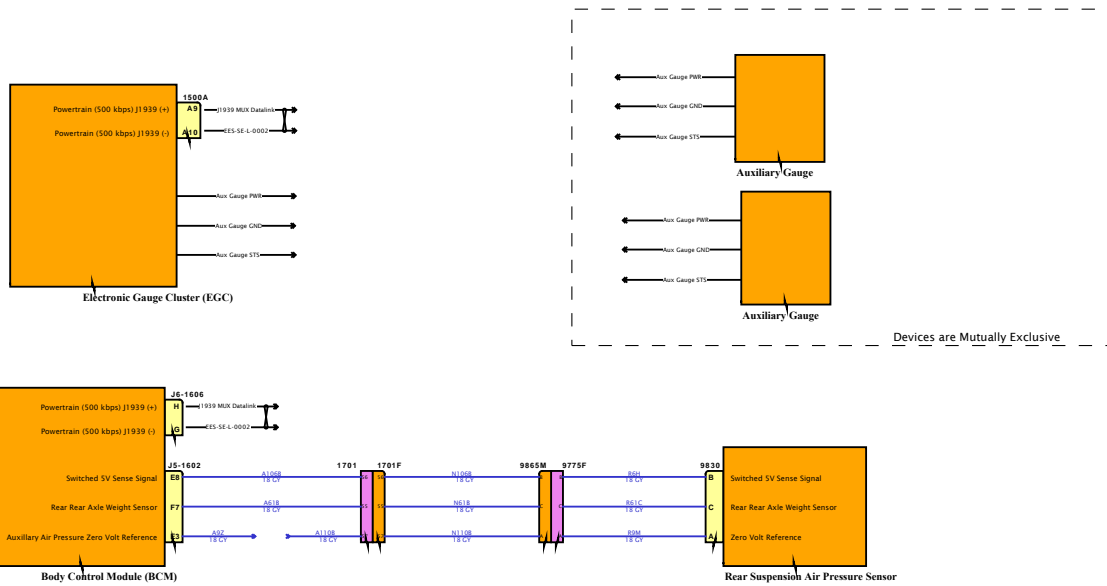 1500A
Powertrain (500 kbps) J1939 (+)
A9
J1939 MUX Datalink
Powertrain (500 kbps) J1939 (-)
A10
EES-SE-L-0002
Aux Gauge PWR
Aux Gauge GND
Aux Gauge STS
Electronic Gauge Cluster (EGC)
Aux Gauge PWR
Aux Gauge GND
Aux Gauge STS
Auxiliary Gauge
Aux Gauge PWR
Aux Gauge GND
Aux Gauge STS
Auxiliary Gauge
Devices are Mutually Exclusive
J6-1606
Powertrain (500 kbps) J1939 (+)
H
J1939 MUX Datalink
Powertrain (500 kbps) J1939 (-)
G
EES-SE-L-0002
J5-1602
1701
1701F
9865M
9775F
9830
Switched 5V Sense Signal
E8
A106B
18 GY
N106B
18 GY
R6H
18 GY
B
Switched 5V Sense Signal
Rear Rear Axle Weight Sensor
F7
A61B
18 GY
N61B
18 GY
C
C
R61C
18 GY
C
Rear Rear Axle Weight Sensor
Auxillary Air Pressure Zero Volt Reference
E3
A9Z
18 GY
A110B
18 GY
N110B
18 GY
R9M
18 GY
A
Zero Volt Reference
Body Control Module (BCM)
Rear Suspension Air Pressure Sensor